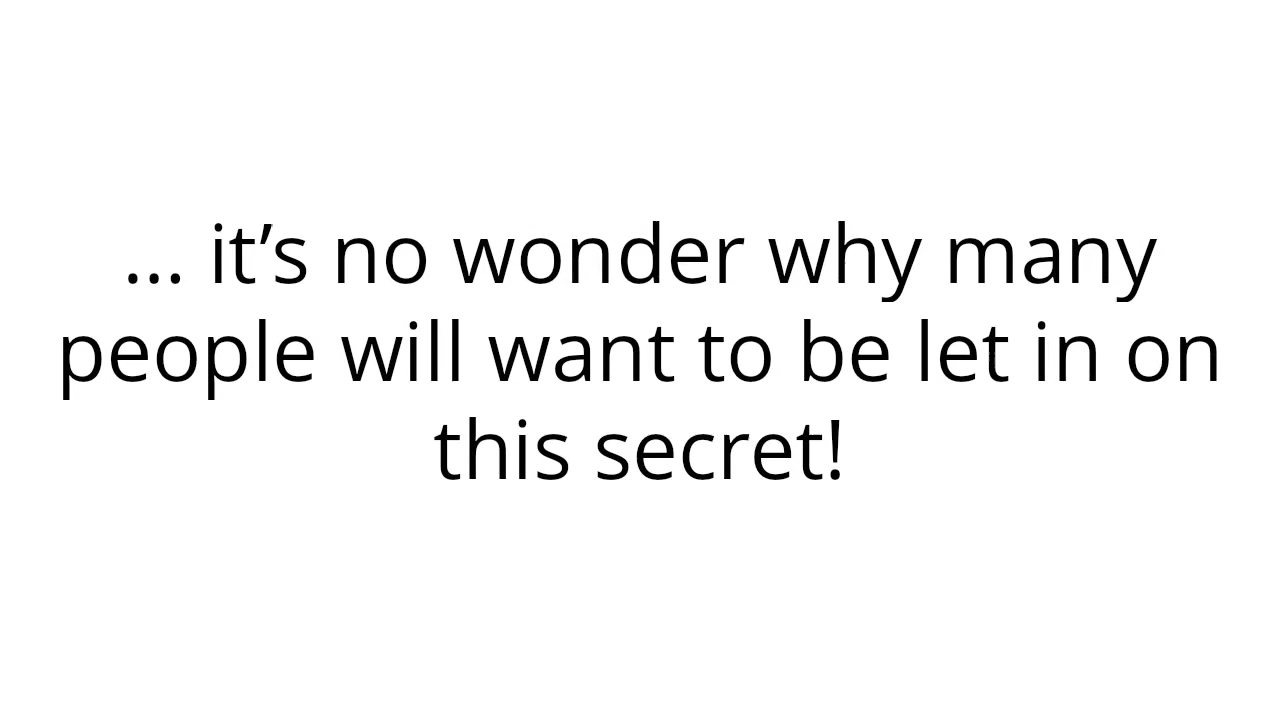 ... it’s no wonder why many
people will want to be let in on
this secret!